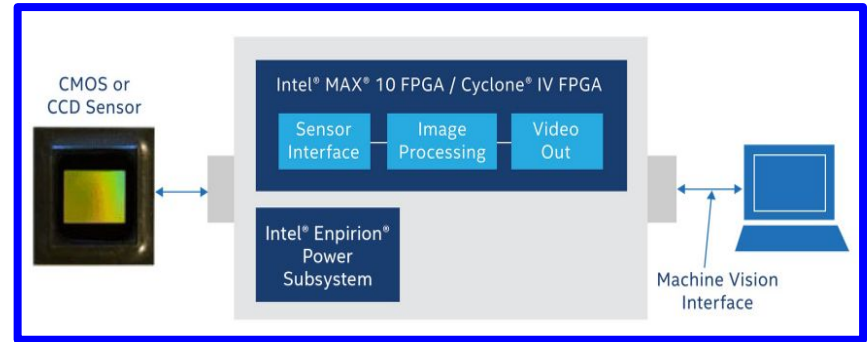 CMOS or
CCD Sensor
Intel® MAX® 10 FPGA / Cyclone® IV FPGA
Sensor
Interface
Image
Processing
Video
Out
Intel® Enpirion®
Power
Subsystem
Machine Vision
Interface